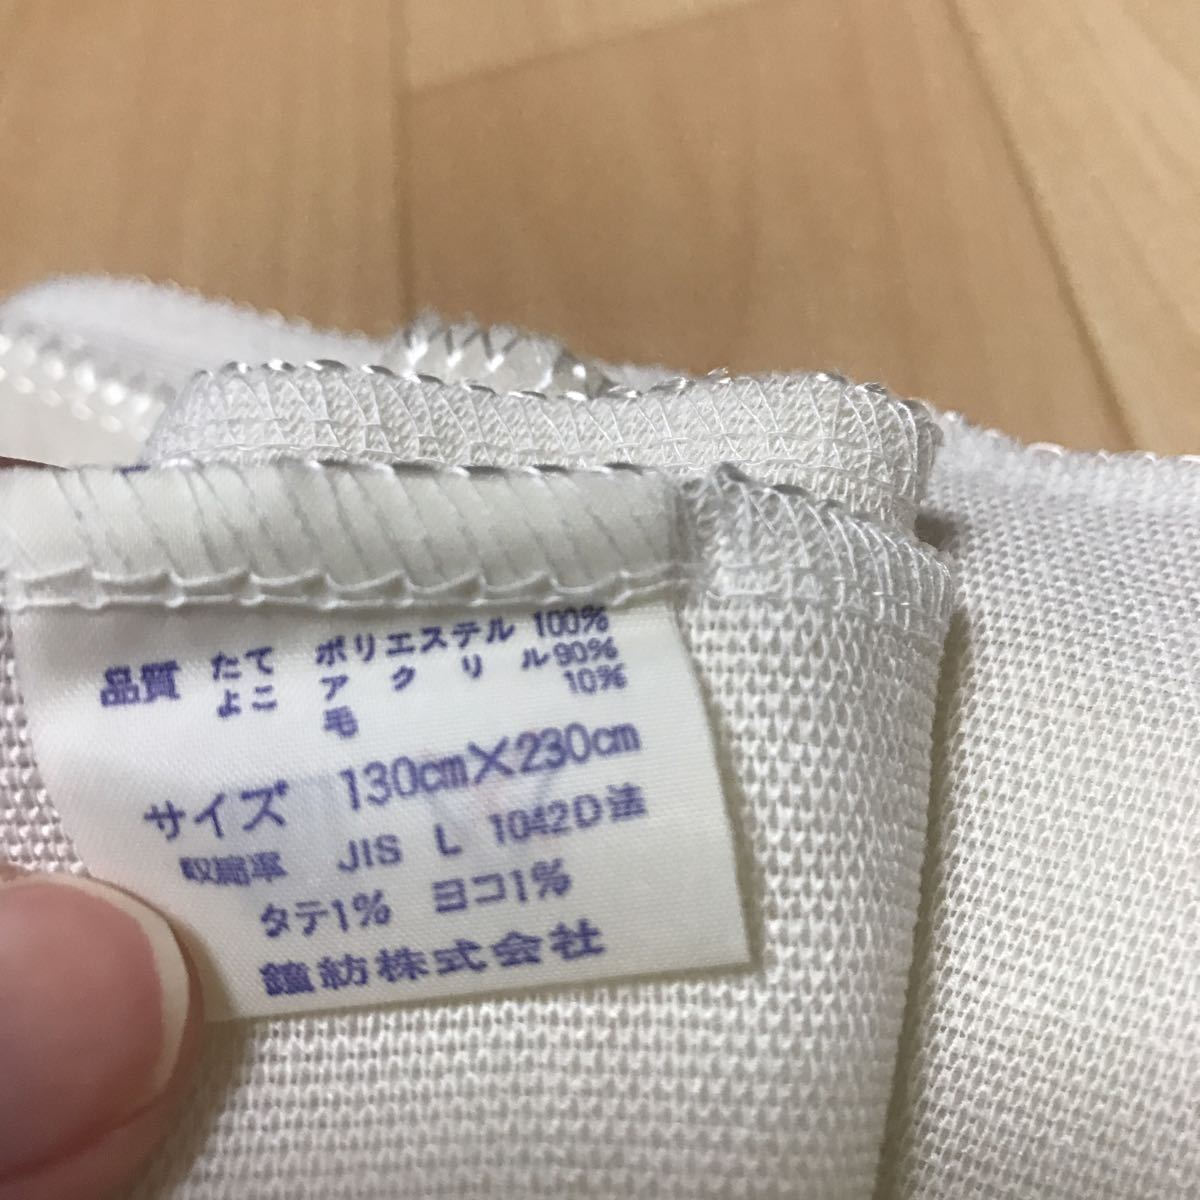 品質 たて ポリエステル 100%
よこ アクリル 90%
毛 10%
サイズ 130cm×230cm
収縮率 JIS L 1042D法
タテ1% ヨコ1%
鐘紡株式会社